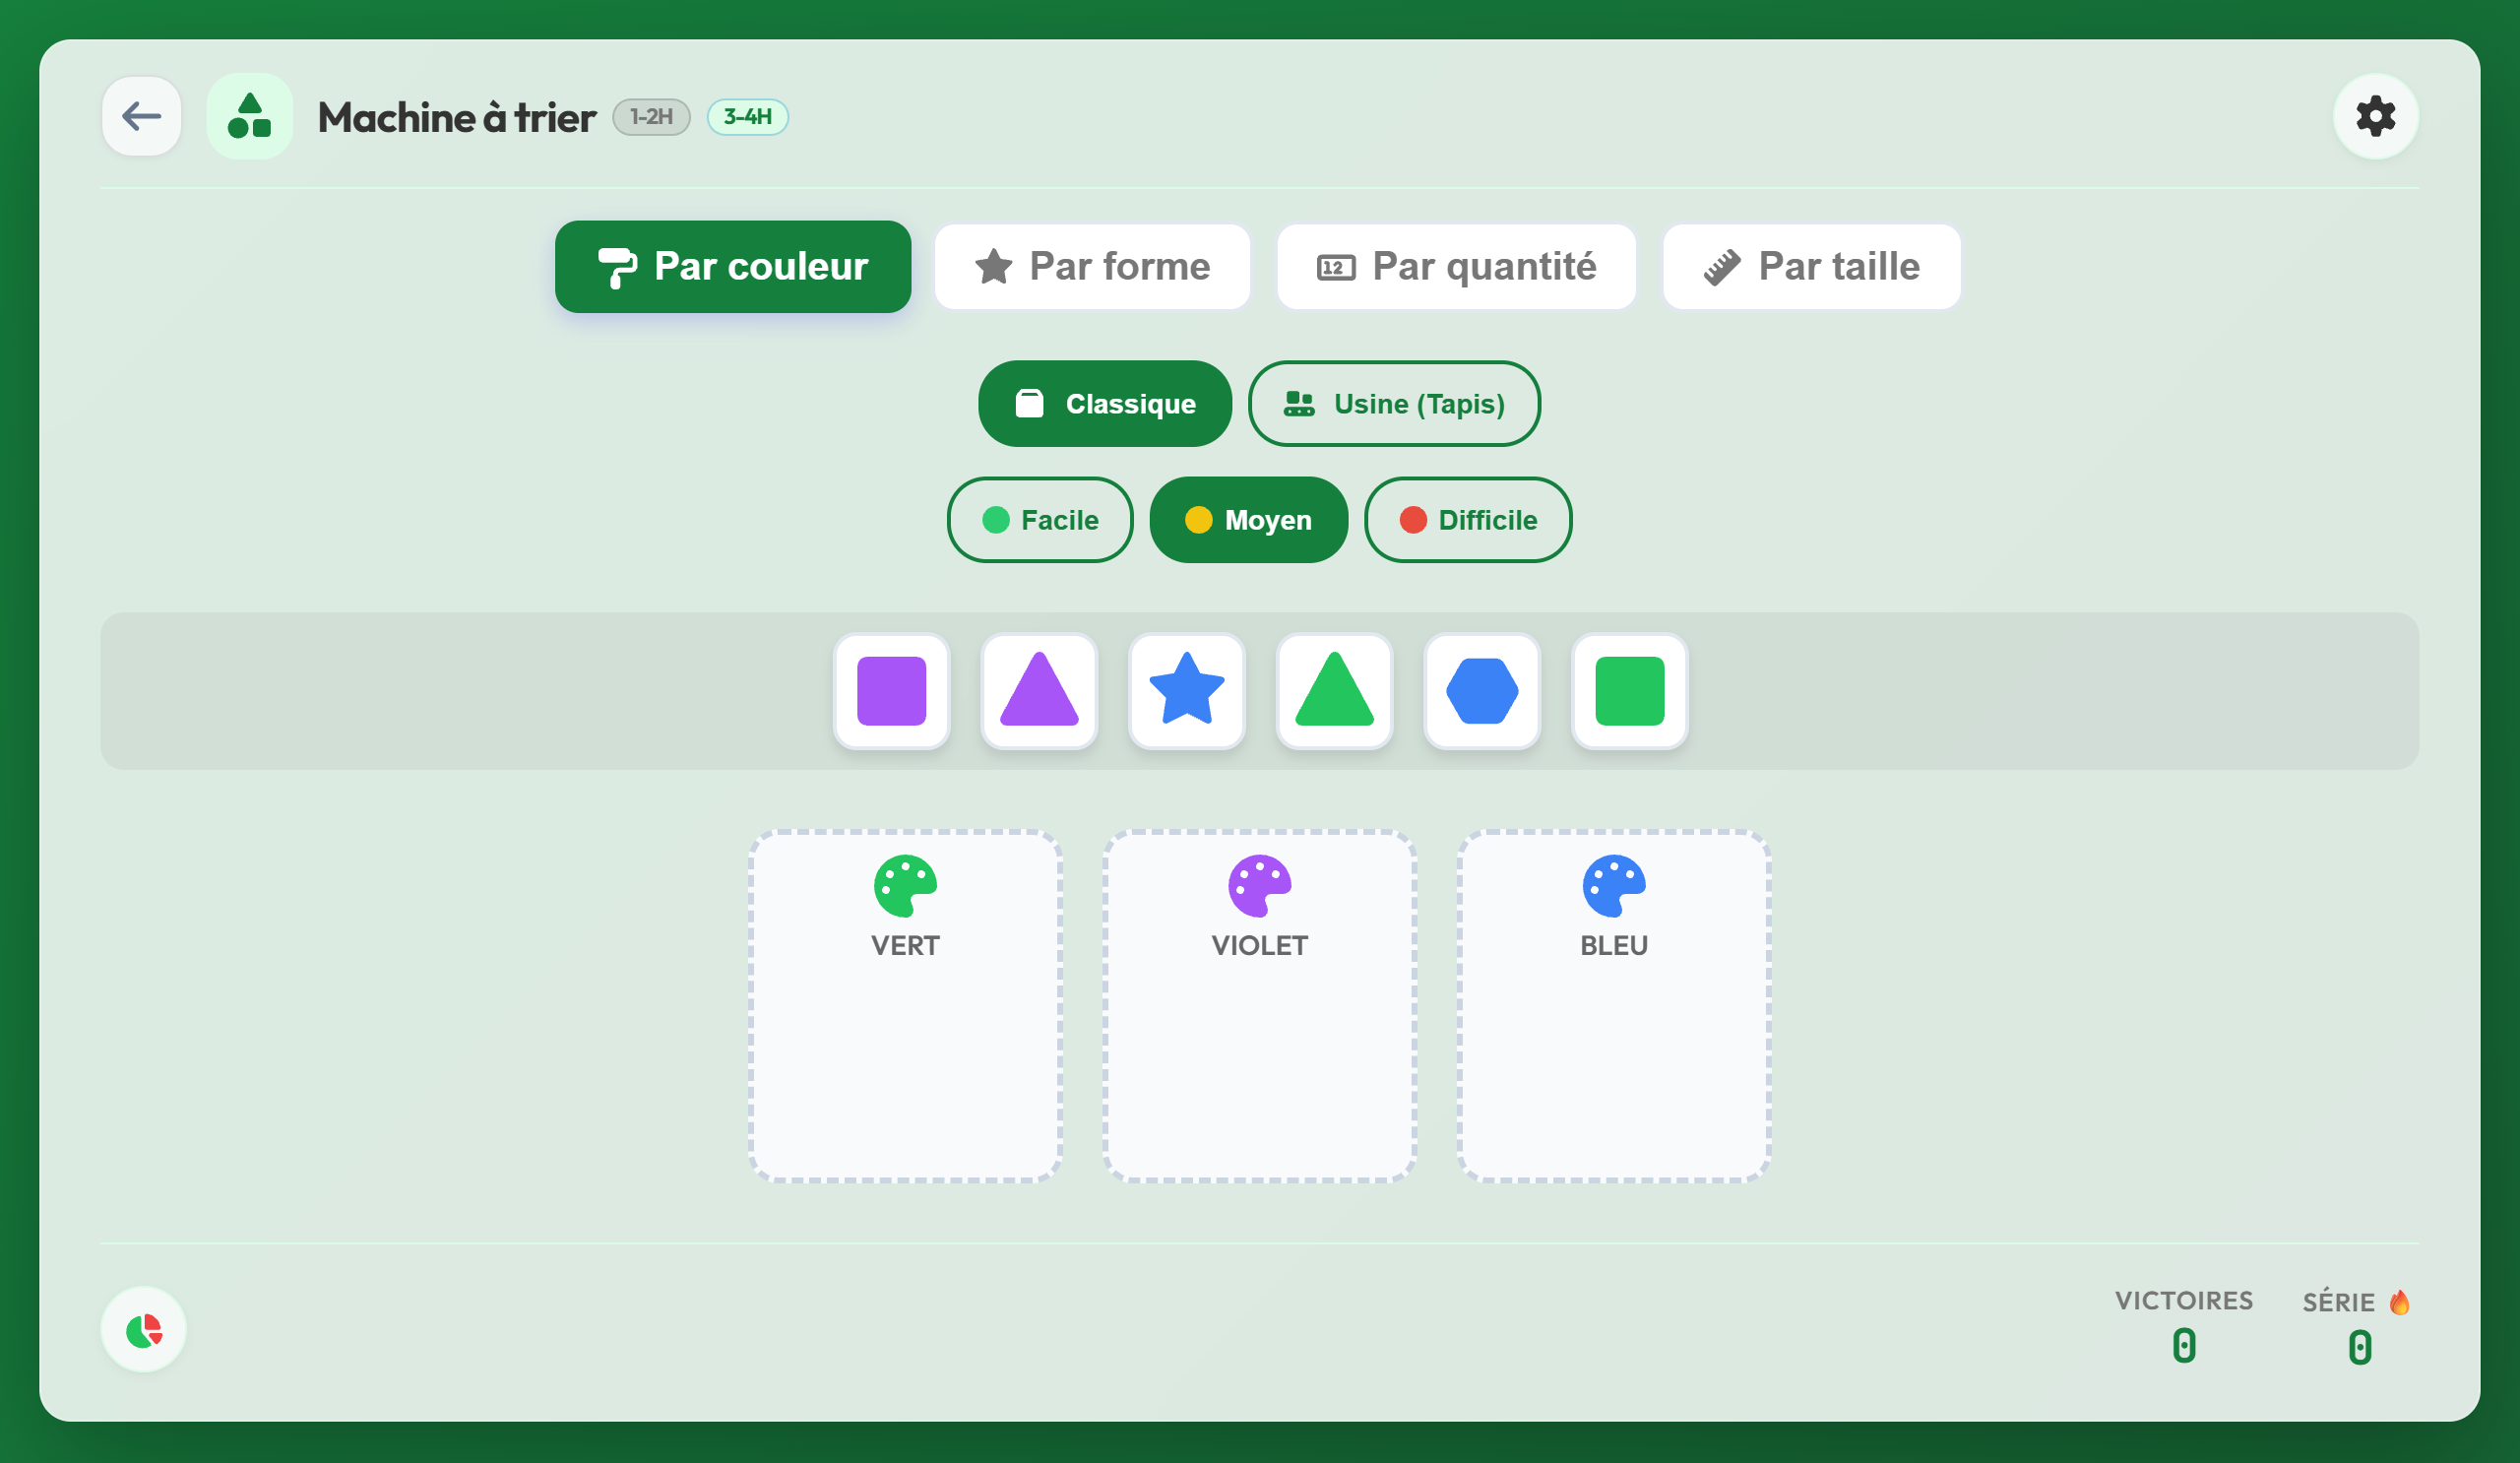 Machine à trier 1-2H 3-4H
Par couleur Par forme 12 Par quantité Par taille
Classique Usine (Tapis)
Facile Moyen Difficile
VERT VIOLET BLEU
VICTOIRES SÉRIE
0 0